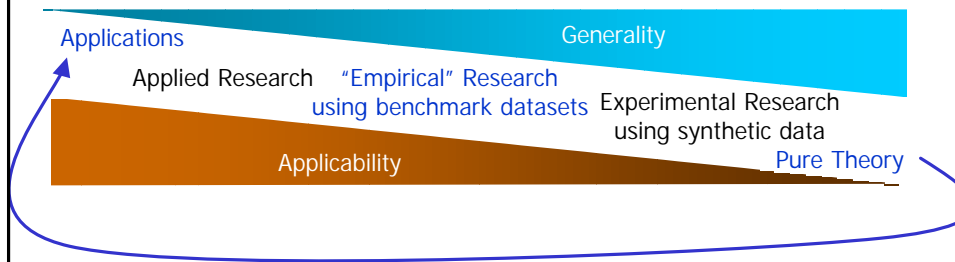 Generality
Applications
Applied Research
“Empirical” Research
using benchmark datasets
Experimental Research
using synthetic data
Applicability
Pure Theory